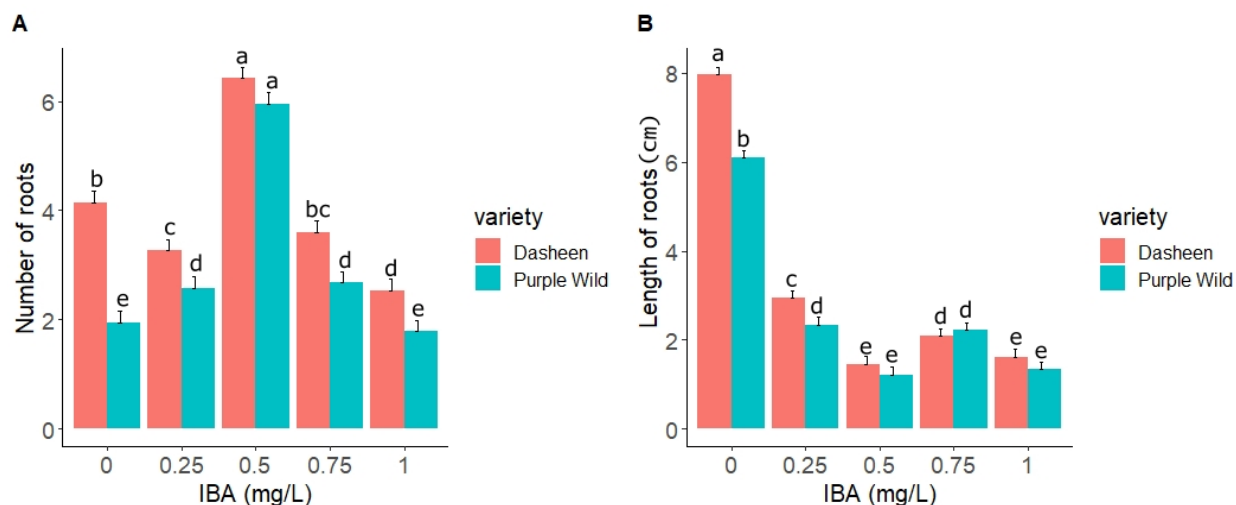 A
Number of roots
6
4
2
0
b
e
c
d
a
a
bc
d
d
e
0 0.25 0.5 0.75 1
IBA (mg/L)
variety
Dasheen
Purple Wild
B
Length of roots(cm)
8
6
4
2
0
a
b
c
d
e
e
d
d
e
e
0 0.25 0.5 0.75 1
IBA (mg/L)
variety
Dasheen
Purple Wild